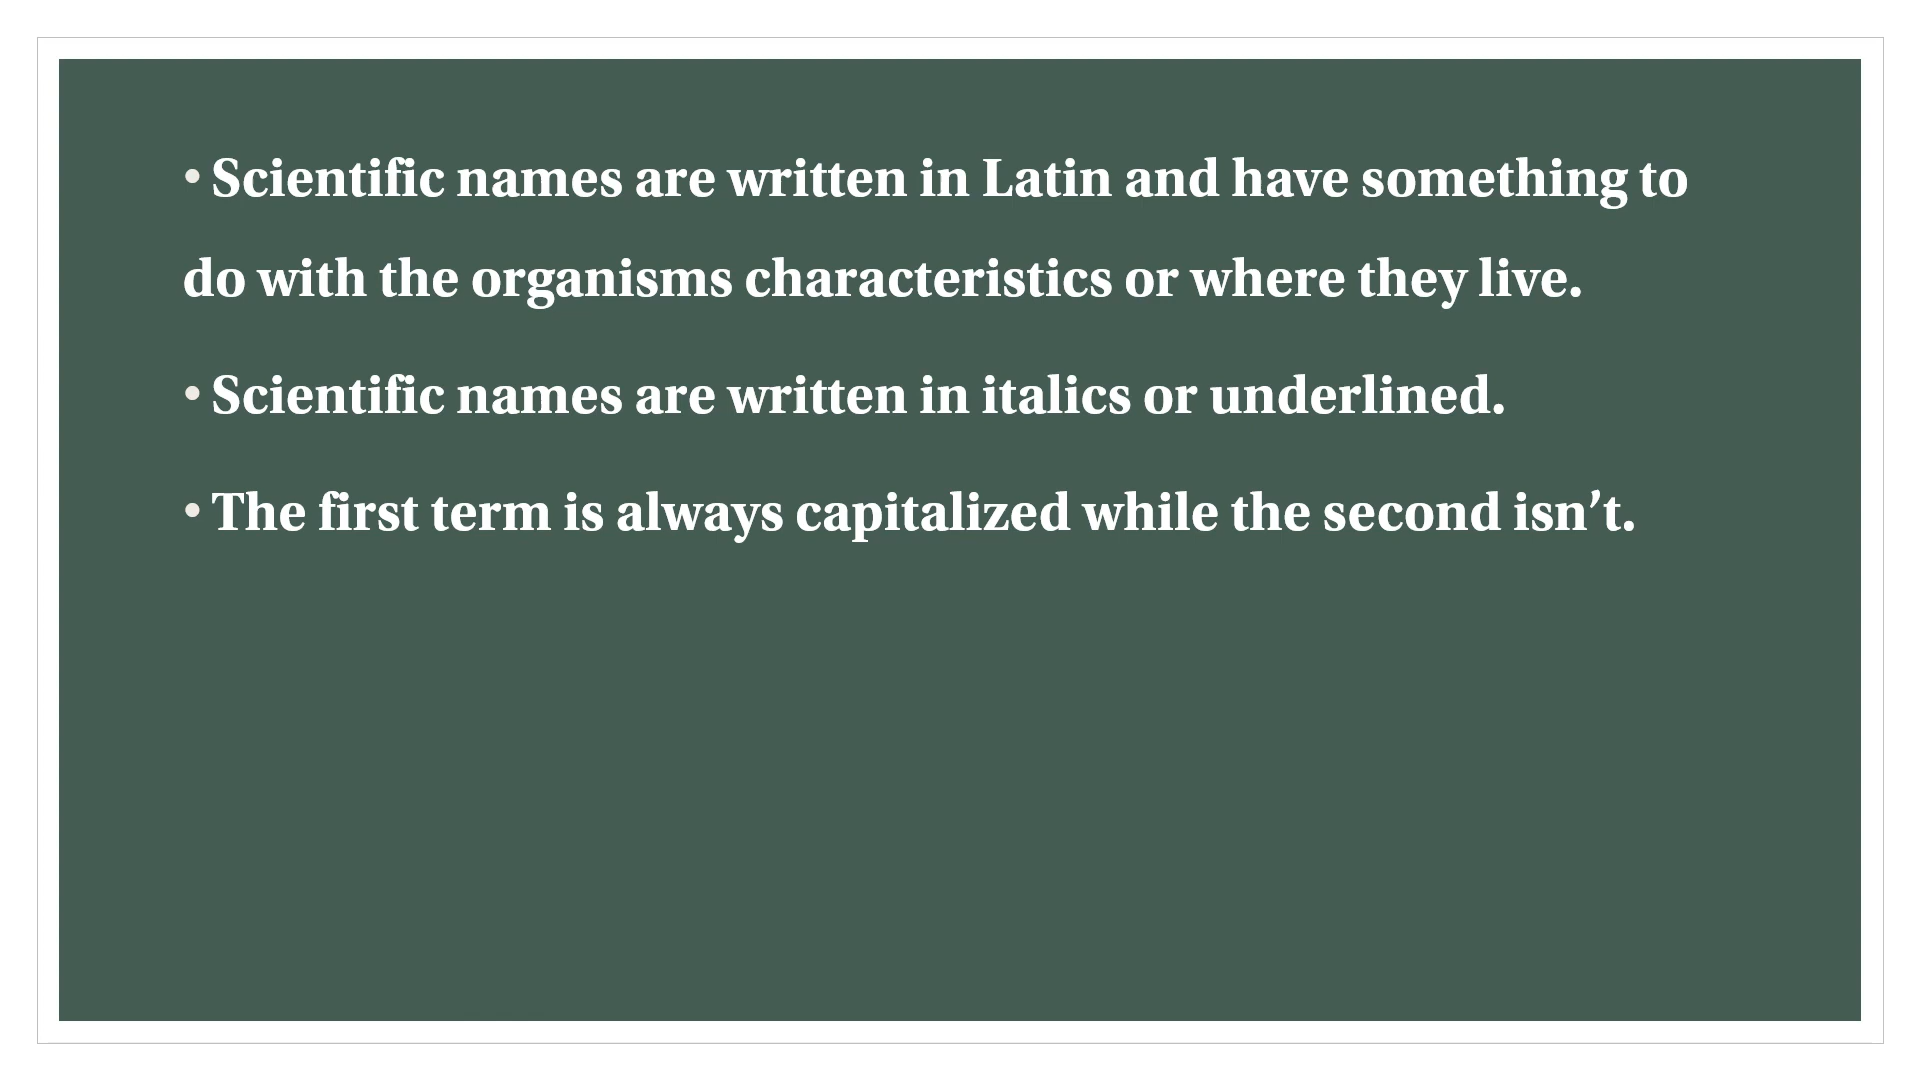 • Scientific names are written in Latin and have something to
do with the organisms characteristics or where they live.
• Scientific names are written in italics or underlined.
• The first term is always capitalized while the second isn’t.